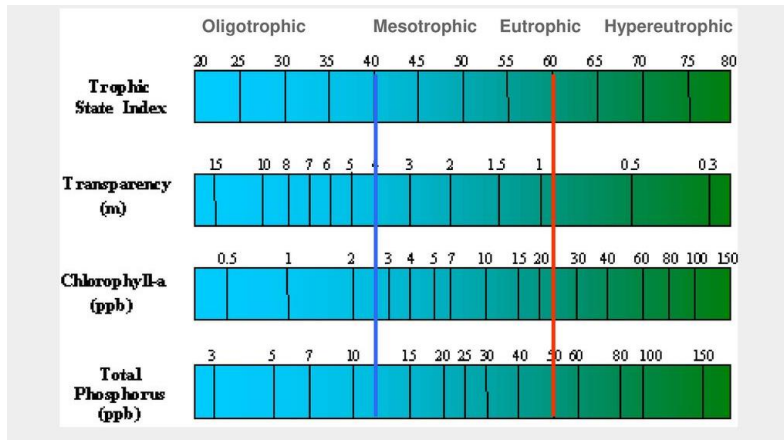 Oligotrophic Mesotrophic Eutrophic Hypereutrophic
20 25 30 35 40 45 50 55 60 65 70 75 80
Trophic
State Index
15 10 8 7 6 5 4 3 2 1.5 1 0.5 0.3
Transparency
(m)
0.5 1 2 3 4 5 7 10 15 20 30 40 60 80 100 150
Chlorophyll-a
(ppb)
3 5 7 10 15 20 25 30 40 50 60 80 100 150
Total
Phosphorus
(ppb)